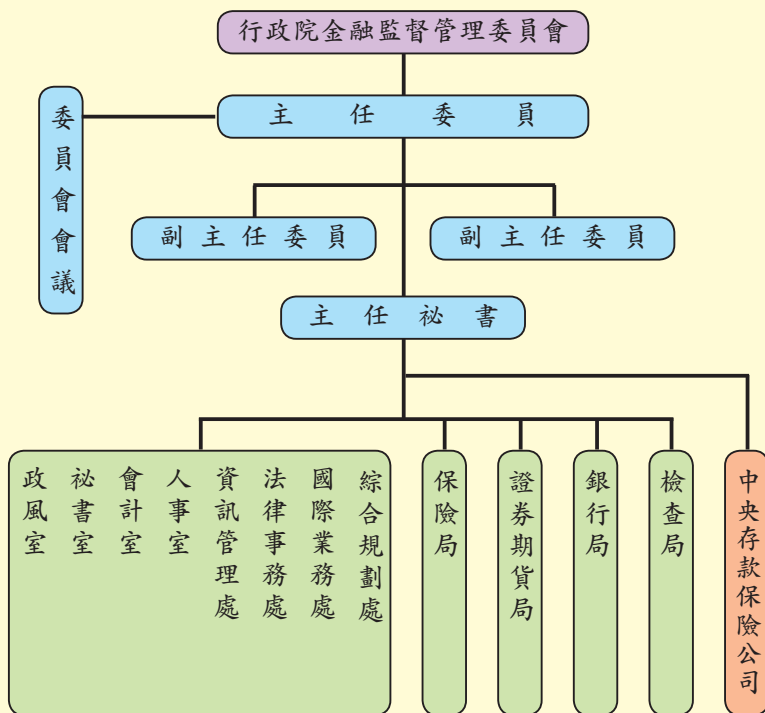 行政院金融監督管理委員會
主任委員
委員會會議
副主任委員
副主任委員
主任祕書
政風室
祕書室
會計室
人事室
資訊管理處
法律事務處
國際業務處
綜合規劃處
保險局
證券期貨局
銀行局
檢查局
中央存款保險公司